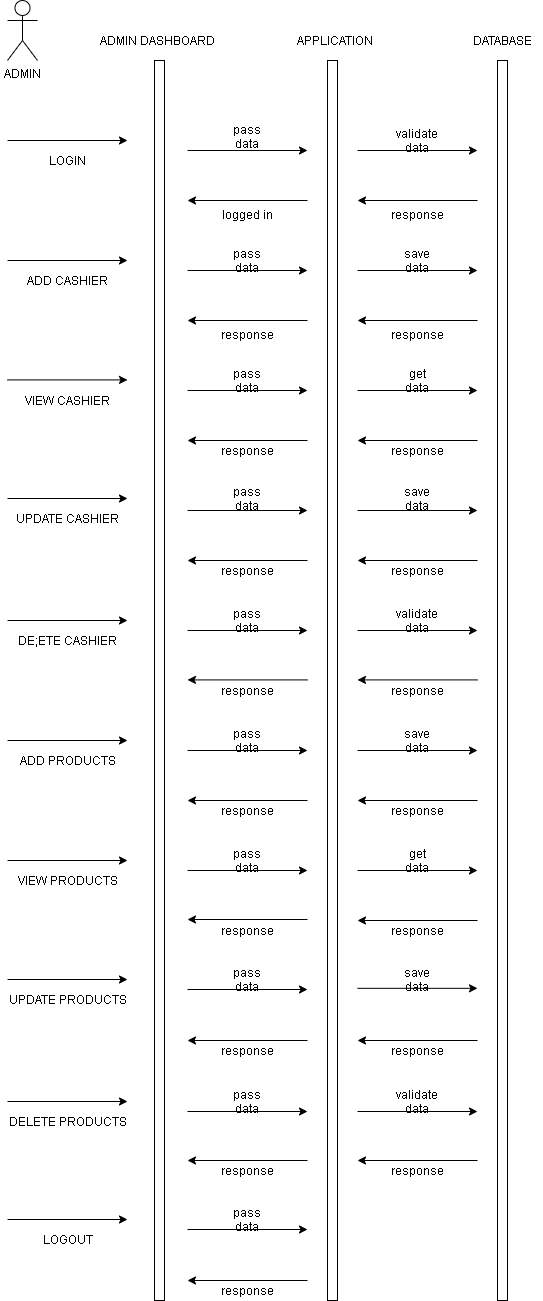 ADMIN
ADMIN DASHBOARD
APPLICATION
DATABASE
pass
data
validate
data
LOGIN
logged in
response
pass
data
save
data
ADD CASHIER
response
response
pass
data
get
data
VIEW CASHIER
response
response
pass
data
save
data
UPDATE CASHIER
response
response
pass
data
validate
data
DE;ETE CASHIER
response
response
pass
data
save
data
ADD PRODUCTS
response
response
pass
data
get
data
VIEW PRODUCTS
response
response
pass
data
save
data
UPDATE PRODUCTS
response
response
pass
data
validate
data
DELETE PRODUCTS
response
response
pass
data
LOGOUT
response